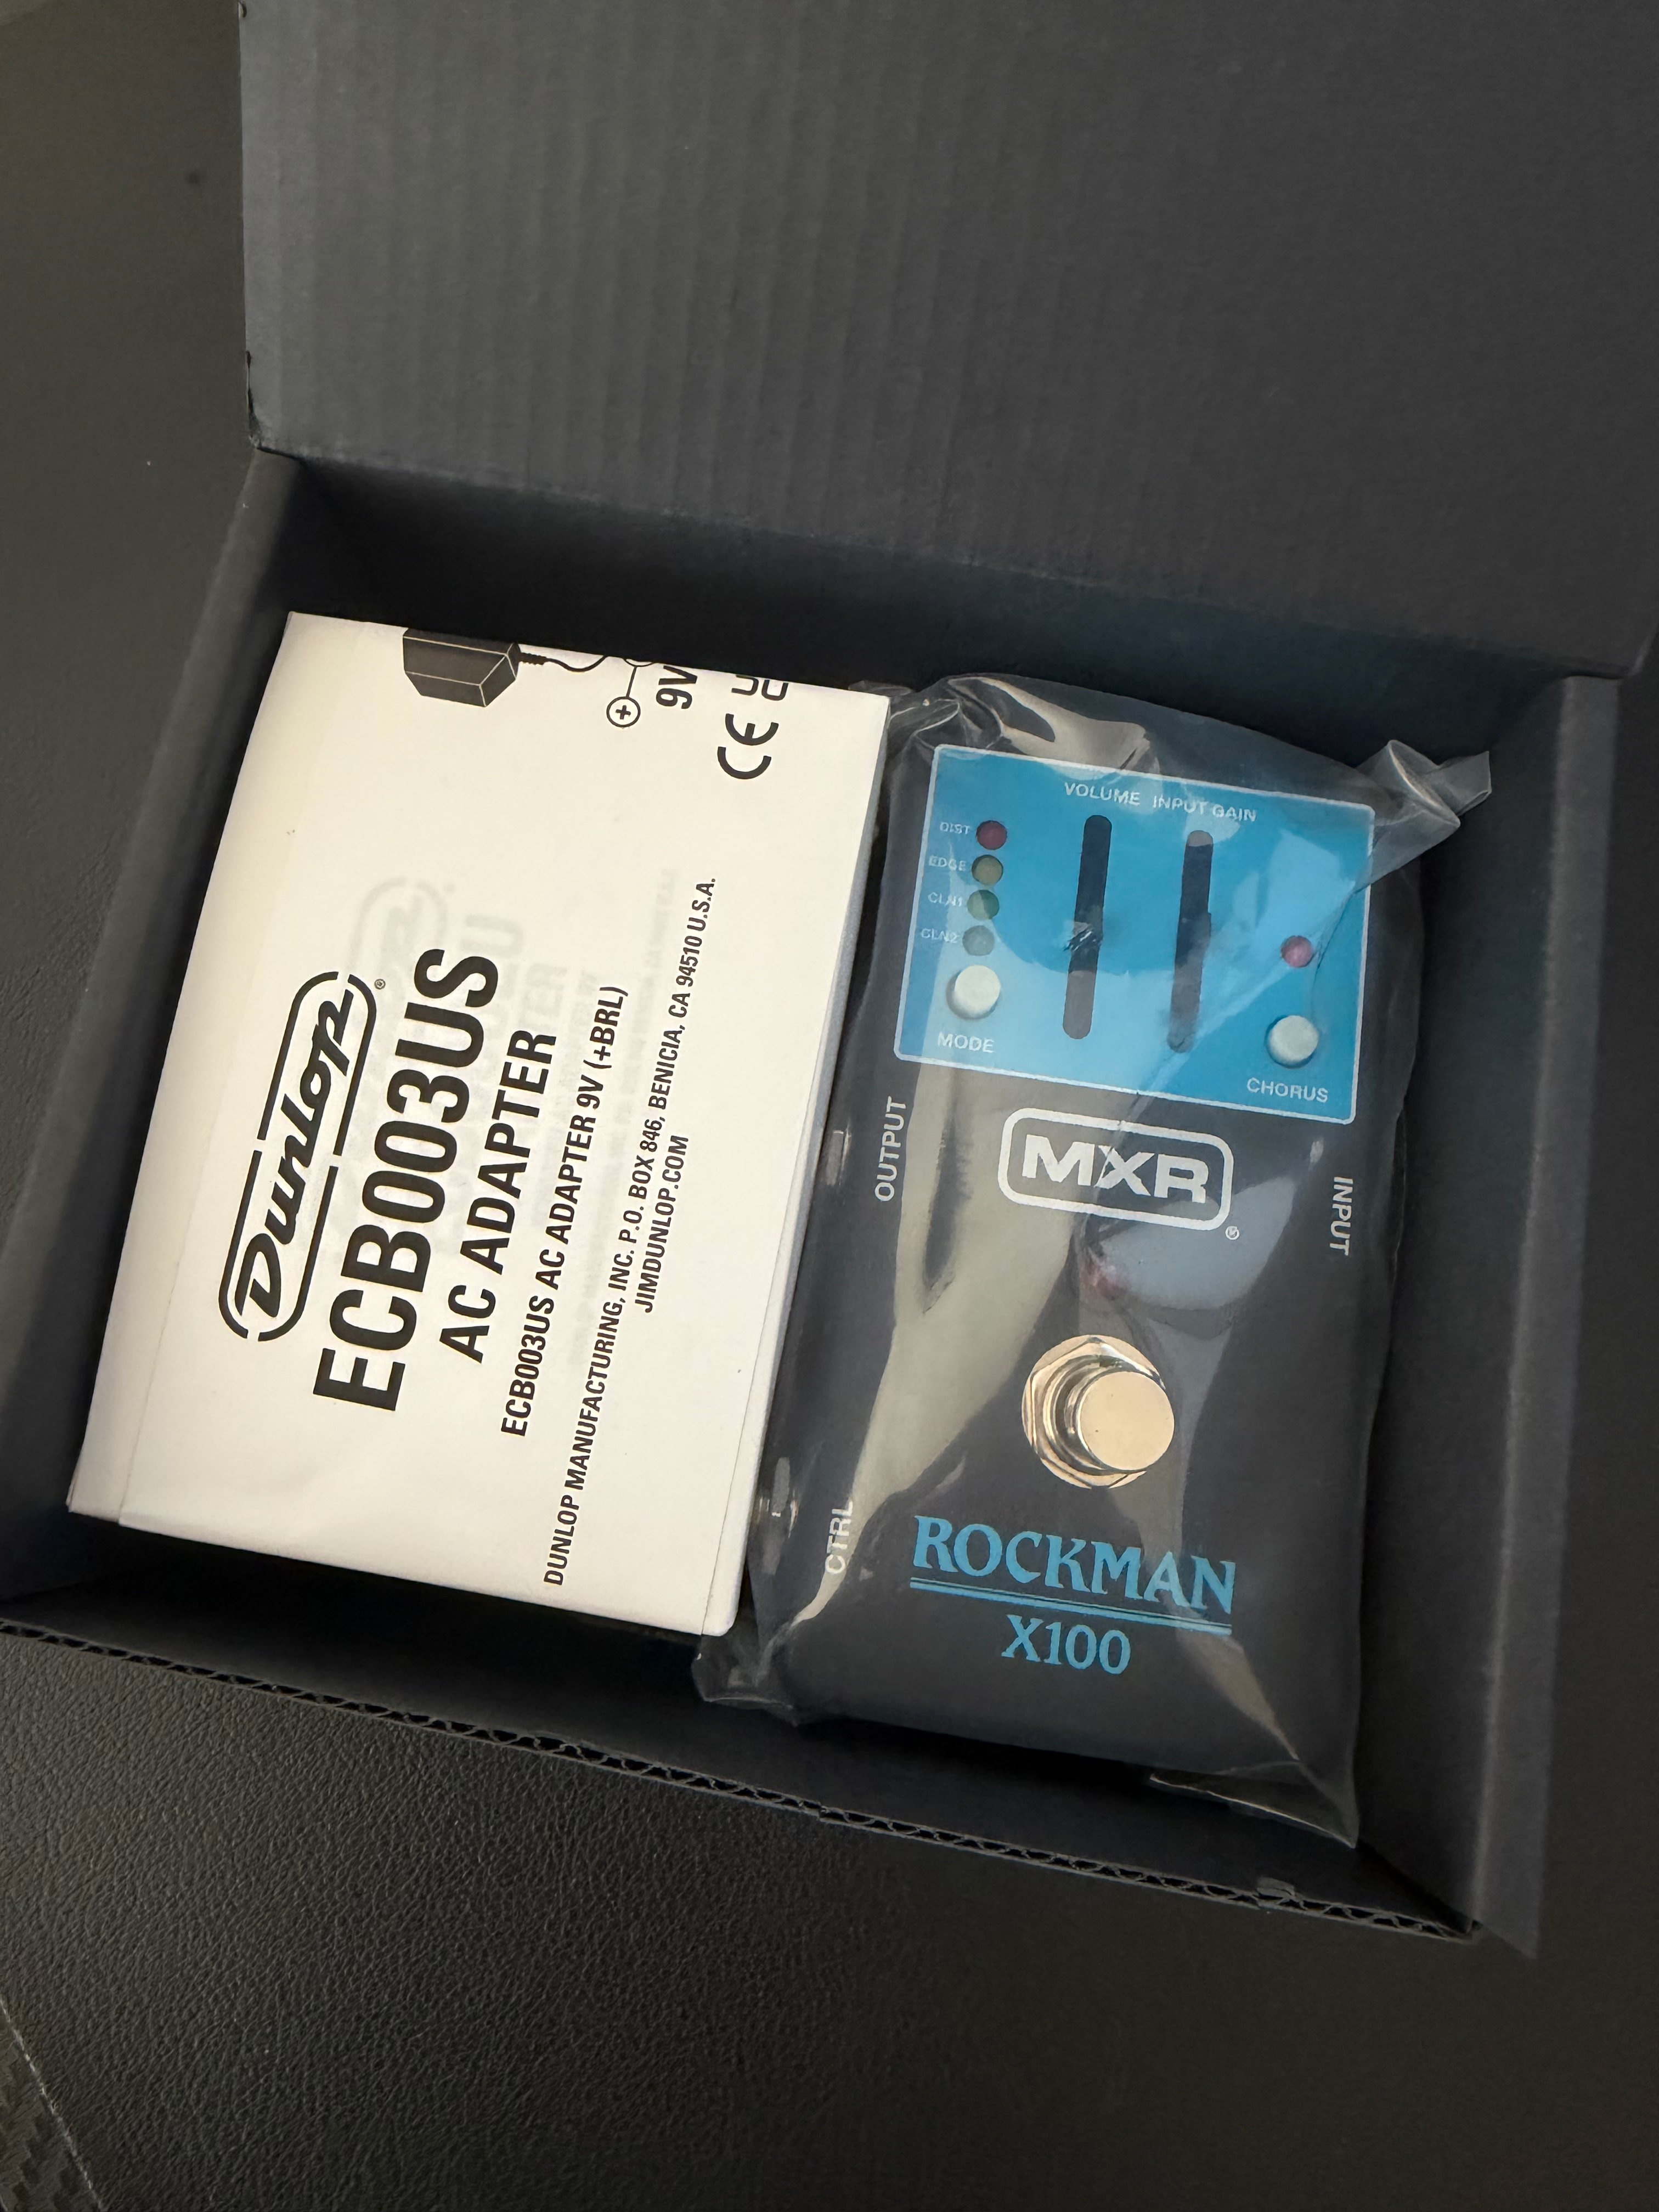 Dunlop®
ECB003US
AC ADAPTER
ECB003US AC ADAPTER 9V (+BRL)
DUNLOP MANUFACTURING, INC. P.O. BOX 846, BENICIA, CA 94510 U.S.A.
JIMDUNLOP.COM
+
9V
CE
VOLUME INPUT GAIN
DIST
EDGE
CLN1
CLN2
MODE
CHORUS
OUTPUT
MXR®
INPUT
CTRL
ROCKMAN
X100